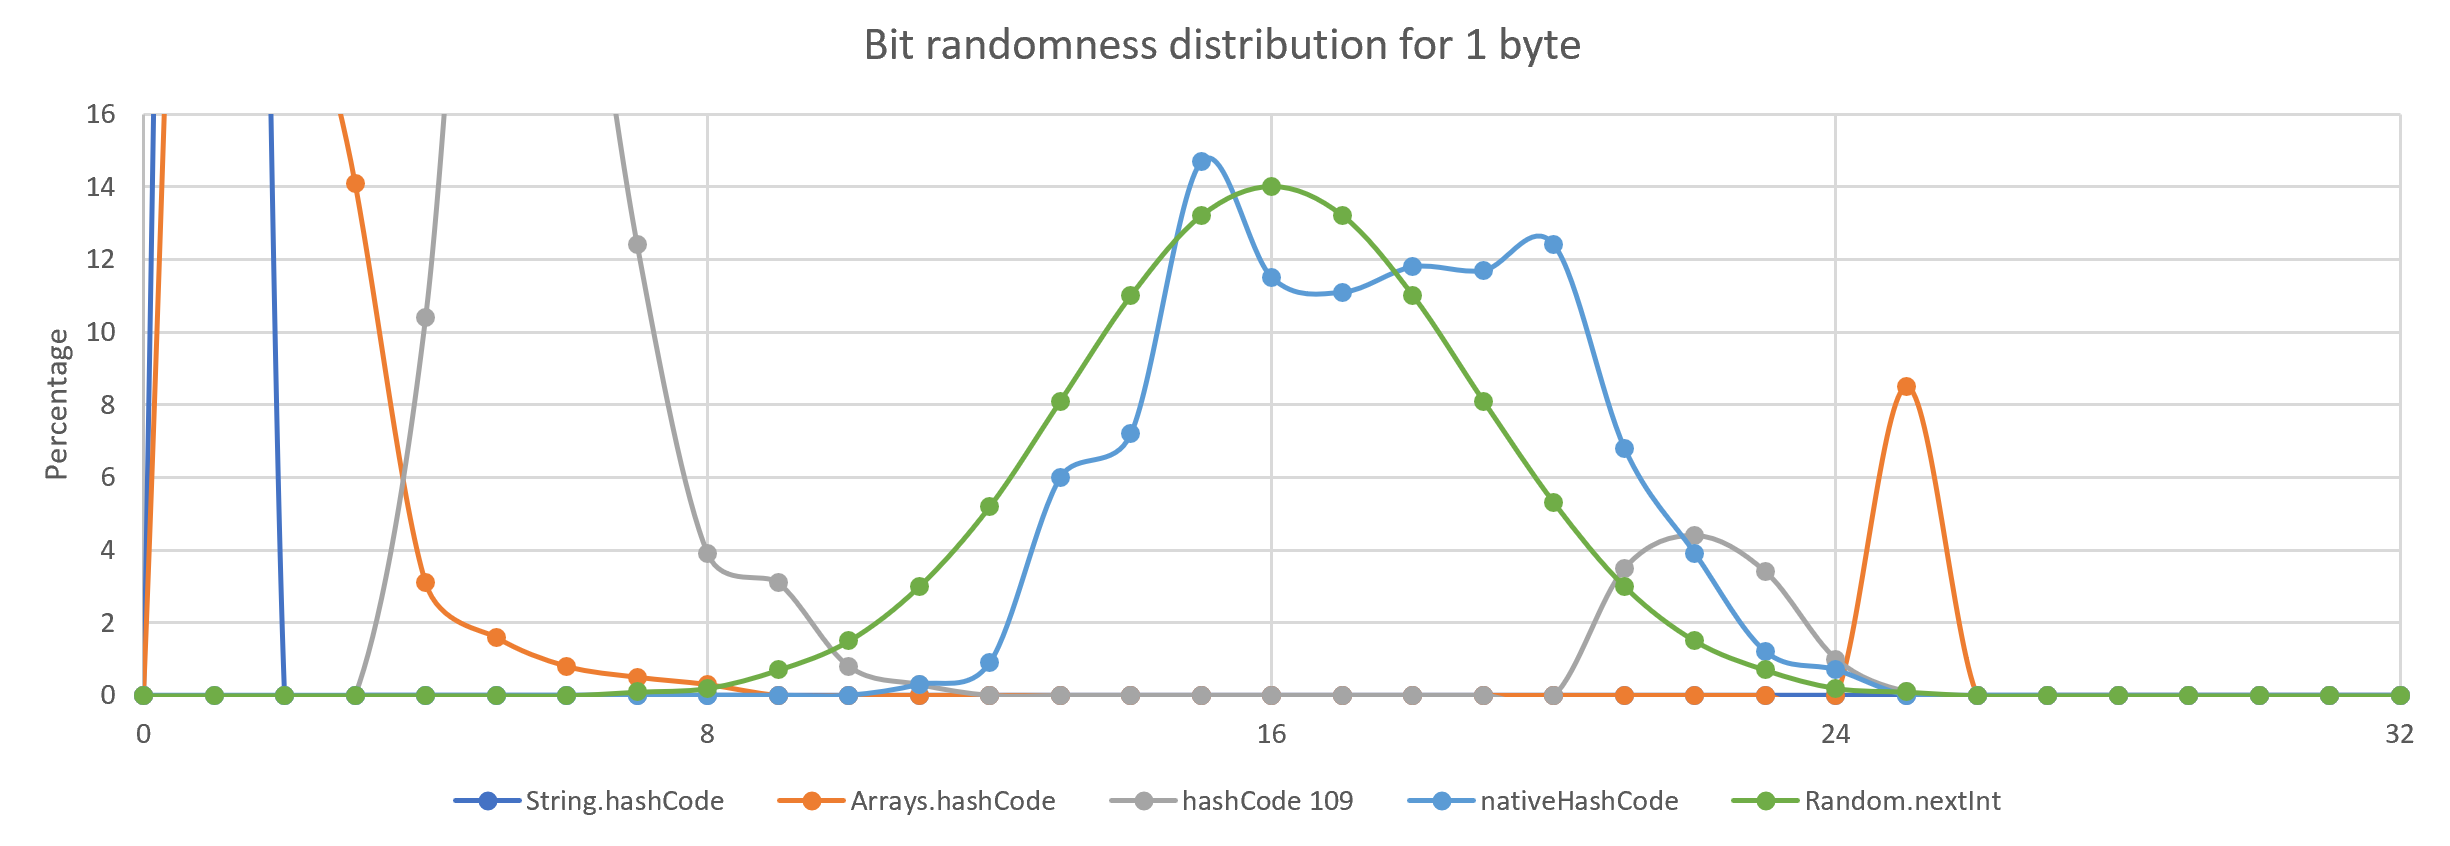 Bit randomness distribution for 1 byte
Percentage
16
14
12
10
8
6
4
2
0
0 8 16 24 32
String.hashCode Arrays.hashCode hashCode 109 nativeHashCode Random.nextInt